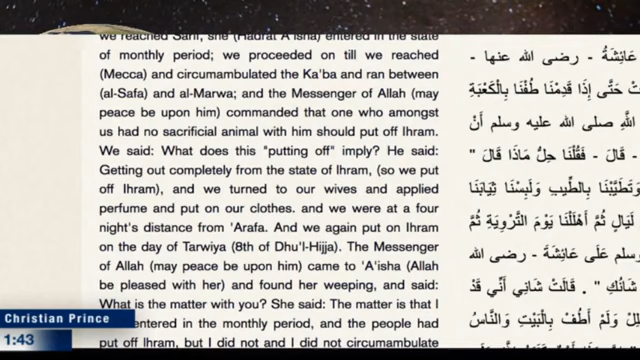 we reached Sarif, she (Hadrat A'isha) entered in the state
of monthly period; we proceeded on till we reached
(Mecca) and circumambulated the Ka'ba and ran between
(al-Safa) and al-Marwa; and the Messenger of Allah (may
peace be upon him) commanded that one who amongst
us had no sacrificial animal with him should put off Ihram.
We said: What does this "putting off" imply? He said:
Getting out completely from the state of Ihram, (so we put
off Ihram), and we turned to our wives and applied
perfume and put on our clothes. and we were at a four
night's distance from 'Arafa. And we again put on Ihram
on the day of Tarwiya (8th of Dhu'l-Hijja). The Messenger
of Allah (may peace be upon him) came to 'A'isha (Allah
be pleased with her) and found her weeping, and said:
What is the matter with you? She said: The matter is that I
entered in the monthly period, and the people had
put off Ihram, but I did not and I did not circumambulate
عَائِشَةُ - رضى الله عنها -
حَتَّى إِذَا قَدِمْنَا طُفْنَا بِالْكَعْبَةِ
اللَّهِ صلى الله عليه وسلم أَنْ
- قَالَ - فَقُلْنَا حِلُّ مَاذَا قَالَ "
وَتَطَيَّبْنَا بِالطِّيبِ وَلَبِسْنَا ثِيَابَنَا
لَيَالٍ ثُمَّ أَهْلَلْنَا يَوْمَ التَّرْوِيَةِ ثُمَّ
وسلم عَلَى عَائِشَةَ - رضى الله
شَانُكِ " . قَالَتْ شَانِي أَنِّي قَدْ
وَلَمْ أَطُفْ بِالْبَيْتِ وَالنَّاسُ
Christian Prince
1:43